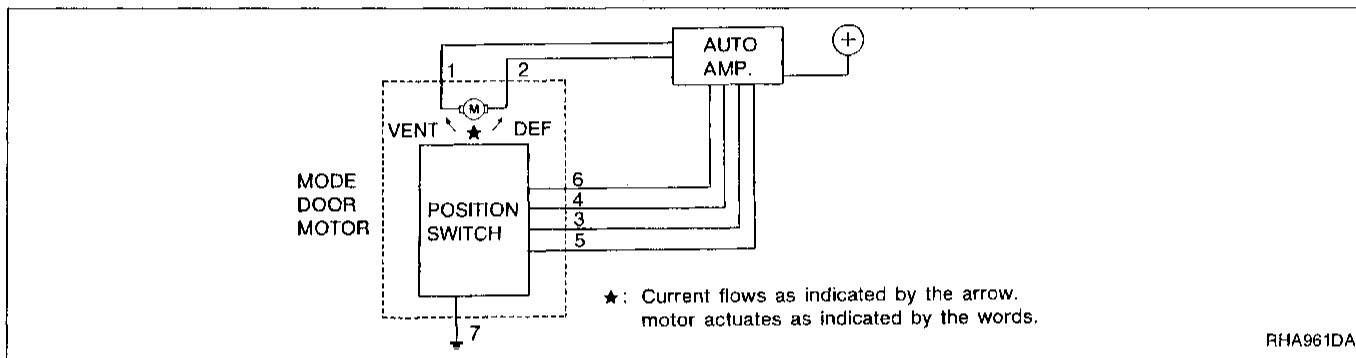 AUTO
AMP.
+
1
2
M
VENT ★ DEF
MODE
DOOR
MOTOR
POSITION
SWITCH
6
4
3
5
7
★: Current flows as indicated by the arrow.
motor actuates as indicated by the words.
RHA961DA